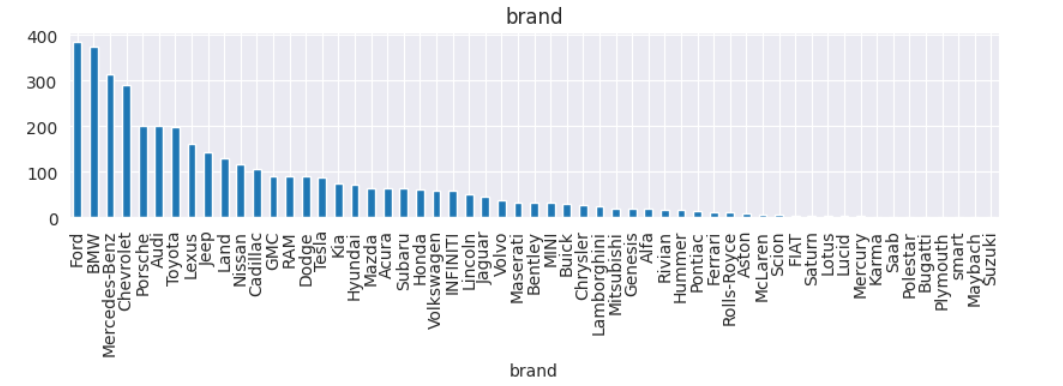 brand
400
300
200
100
0
Ford
BMW
Mercedes-Benz
Chevrolet
Porsche
Audi
Toyota
Lexus
Jeep
Land
Nissan
Cadillac
GMC
RAM
Dodge
Tesla
Kia
Hyundai
Mazda
Acura
Subaru
Honda
Volkswagen
INFINITI
Lincoln
Jaguar
Volvo
Maserati
Bentley
MINI
Buick
Chrysler
Lamborghini
Mitsubishi
Genesis
Alfa
Rivian
Hummer
Pontiac
Ferrari
Rolls-Royce
Aston
McLaren
Scion
FIAT
Saturn
Lotus
Lucid
Mercury
Karma
Saab
Polestar
Bugatti
Plymouth
smart
Maybach
Suzuki
brand